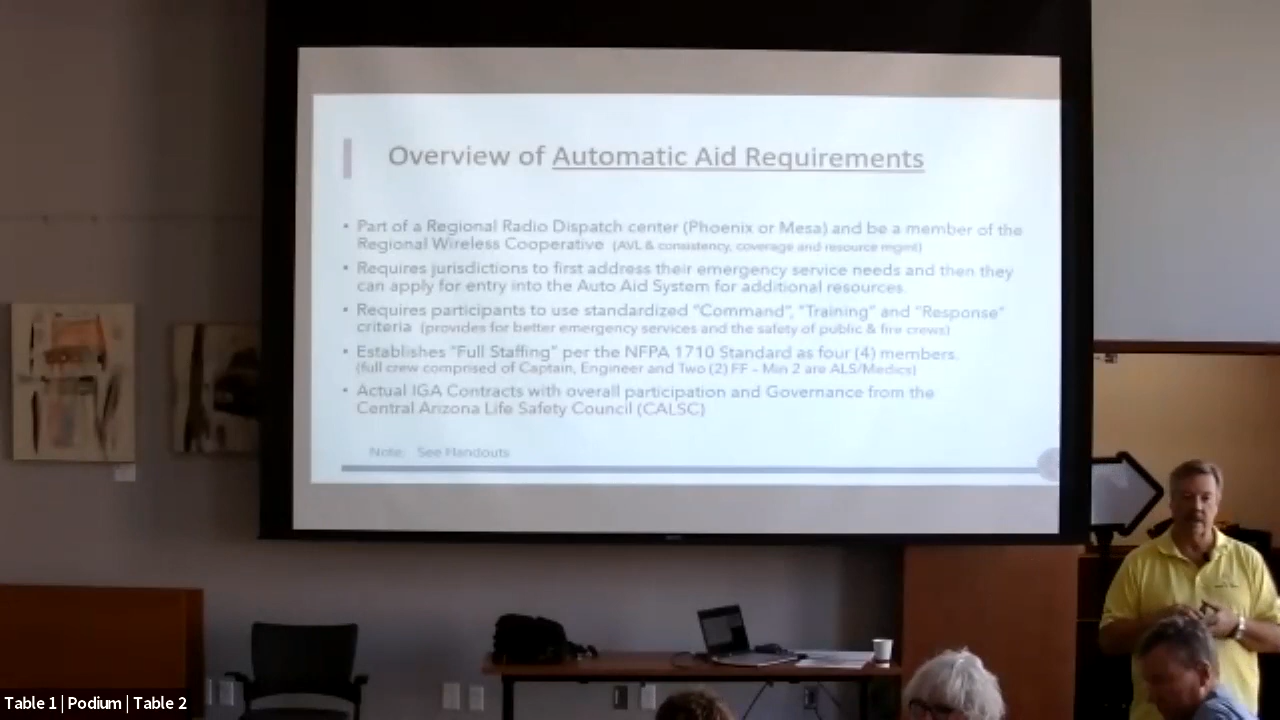 Overview of Automatic Aid Requirements
• Part of a Regional Radio Dispatch center (Phoenix or Mesa) and be a member of the
Regional Wireless Cooperative (AVL & consistency, coverage and resource mgmt)
• Requires jurisdictions to first address their emergency service needs and then they
can apply for entry into the Auto Aid System for additional resources.
• Requires participants to use standardized "Command", "Training" and "Response"
criteria (provides for better emergency services and the safety of public & fire crews)
• Establishes "Full Staffing" per the NFPA 1710 Standard as four (4) members.
(full crew comprised of Captain, Engineer and Two (2) FF - Min 2 are ALS/Medics)
• Actual IGA Contracts with overall participation and Governance from the
Central Arizona Life Safety Council (CALSC)
Note: See Handouts
Table 1 | Podium | Table 2